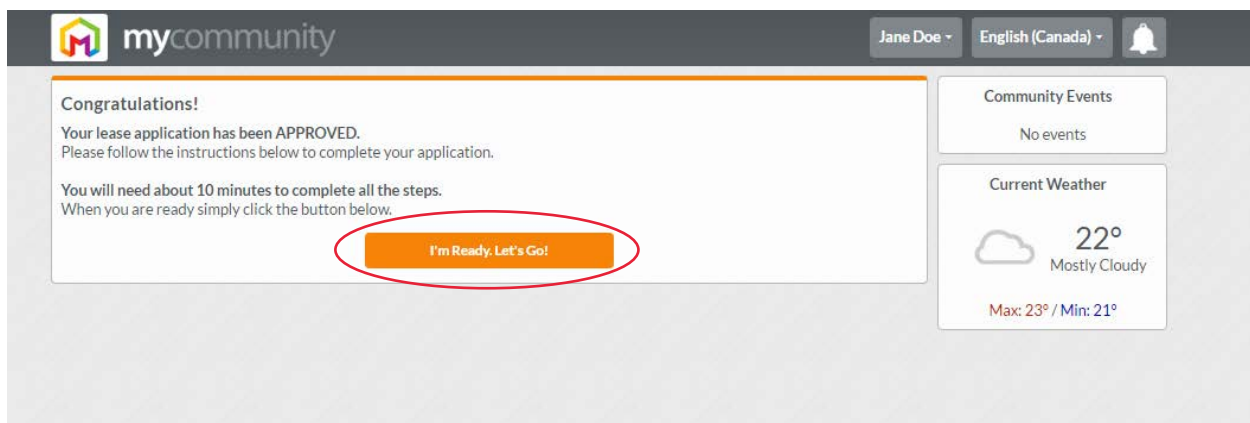 mycommunity
Jane Doe
English (Canada)
Congratulations!
Your lease application has been APPROVED.
Please follow the instructions below to complete your application.
You will need about 10 minutes to complete all the steps.
When you are ready simply click the button below.
I'm Ready. Let's Go!
Community Events
No events
Current Weather
22°
Mostly Cloudy
Max: 23° / Min: 21°